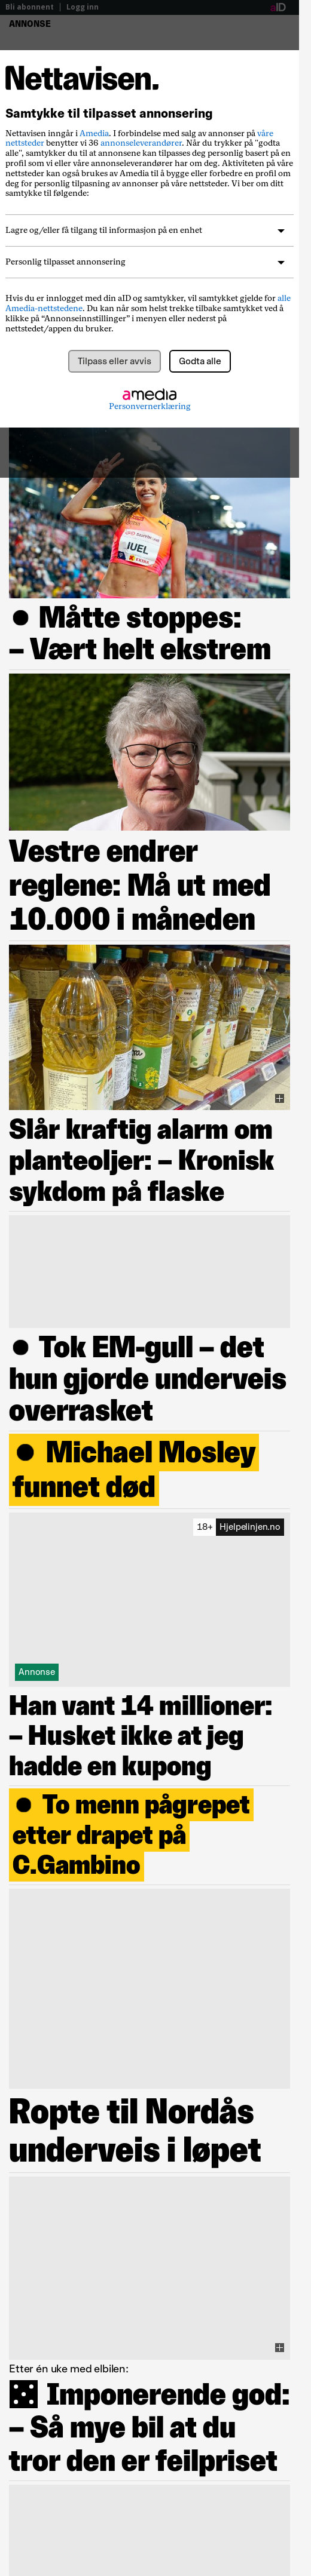 Bli abonnent | Logg inn
aID
ANNONSE
Nettavisen.
Samtykke til tilpasset annonsering
Nettavisen inngår i Amedia. I forbindelse med salg av annonser på våre
nettsteder benytter vi 36 annonseleverandører. Når du trykker på "godta
alle", samtykker du til at annonsene kan tilpasses deg personlig basert på en
profil som vi eller våre annonseleverandører har om deg. Aktiviteten på våre
nettsteder kan også brukes av Amedia til å bygge eller forbedre en profil om
deg for personlig tilpasning av annonser på våre nettsteder. Vi ber om ditt
samtykke til følgende:
Lagre og/eller få tilgang til informasjon på en enhet
Personlig tilpasset annonsering
Hvis du er innlogget med din aID og samtykker, vil samtykket gjelde for alle
Amedia-nettstedene. Du kan når som helst trekke tilbake samtykket ved å
klikke på “Annonseinnstillinger” i menyen eller nederst på
nettstedet/appen du bruker.
Tilpass eller avvis
Godta alle
amedia
Personvernerklæring
JUEL
Måtte stoppes:
– Vært helt ekstrem
Vestre endrer
reglene: Må ut med
10.000 i måneden
Slår kraftig alarm om
planteoljer: – Kronisk
sykdom på flaske
Tok EM-gull – det
hun gjorde underveis
overrasket
Michael Mosley
funnet død
18+ Hjelpelinjen.no
Annonse
Han vant 14 millioner:
– Husket ikke at jeg
hadde en kupong
To menn pågrepet
etter drapet på
C.Gambino
Ropte til Nordås
underveis i løpet
Etter én uke med elbilen:
Imponerende god:
– Så mye bil at du
tror den er feilpriset